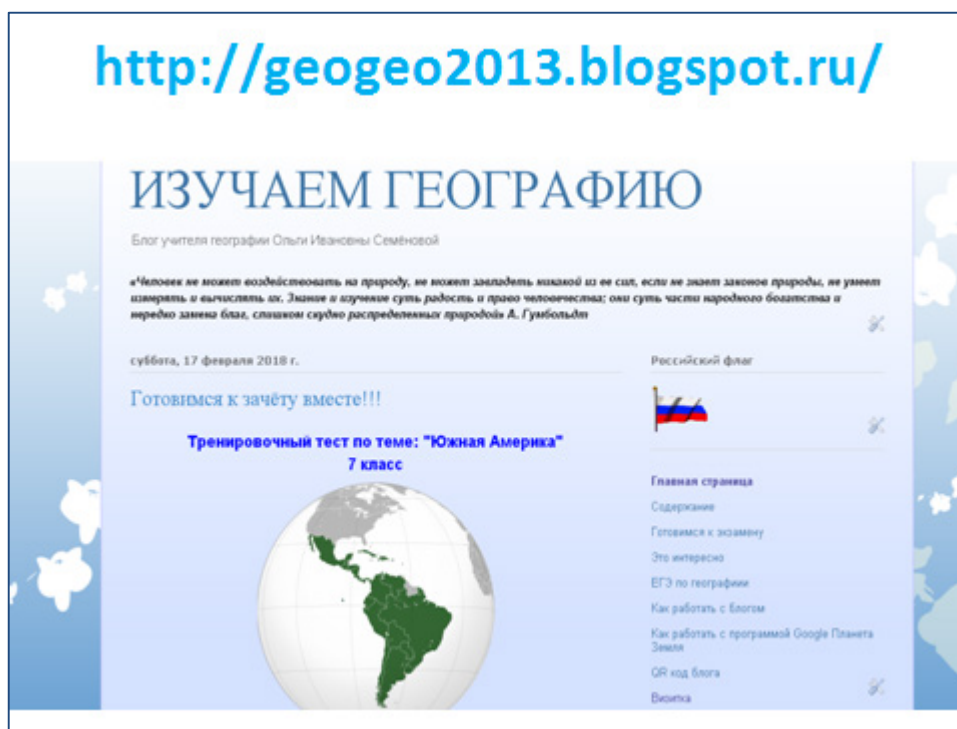 http://geogeo2013.blogspot.ru/
ИЗУЧАЕМ ГЕОГРАФИЮ
Блог учителя географии Ольги Ивановны Семёновой
«Человек не может воздействовать на природу, не может завладеть никакой из ее сил, если не знает законов природы, не умеет
измерять и вычислять их. Знание и изучение суть радость и право человечества; они суть части народного богатства и
нередко замена благ, слишком скудно распределенных природой» А. Гумбольдт
суббота, 17 февраля 2018 г.
Готовимся к зачёту вместе!!!
Тренировочный тест по теме: "Южная Америка"
7 класс
Российский флаг
Главная страница
Содержание
Готовимся к экзамену
Это интересно
ЕГЭ по географии
Как работать с блогом
Как работать с программой Google Планета
Земля
QR код блога
Визитка